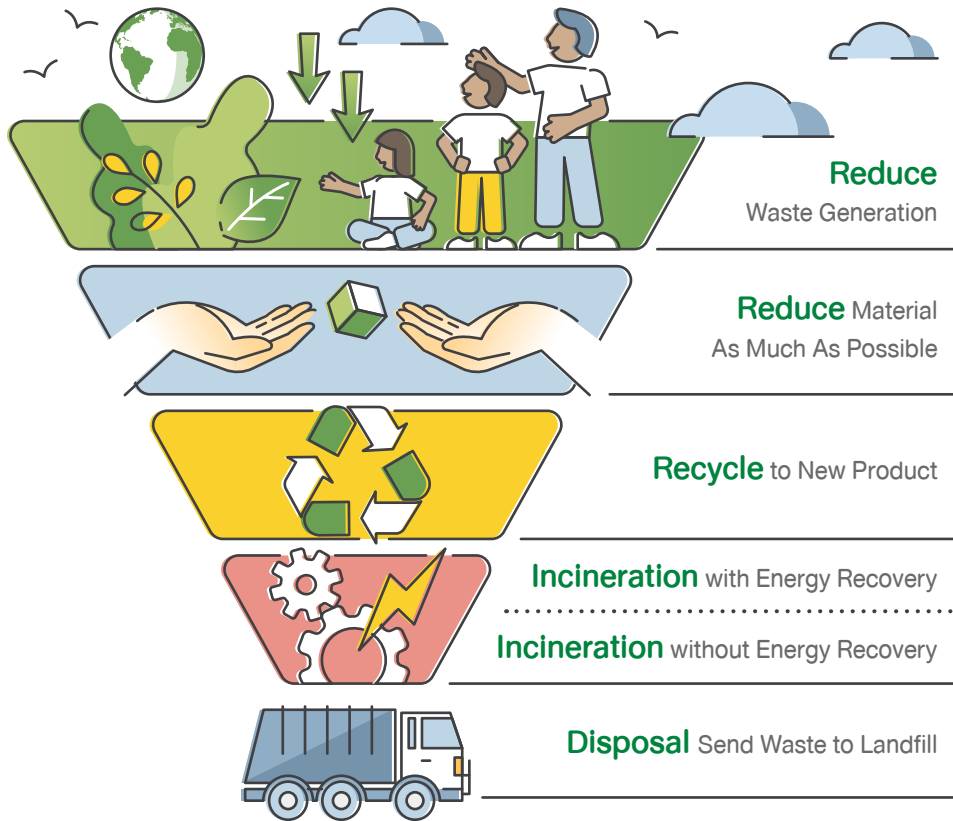 Reduce
Waste Generation
Reduce Material
As Much As Possible
Recycle to New Product
Incineration with Energy Recovery
Incineration without Energy Recovery
Disposal Send Waste to Landfill